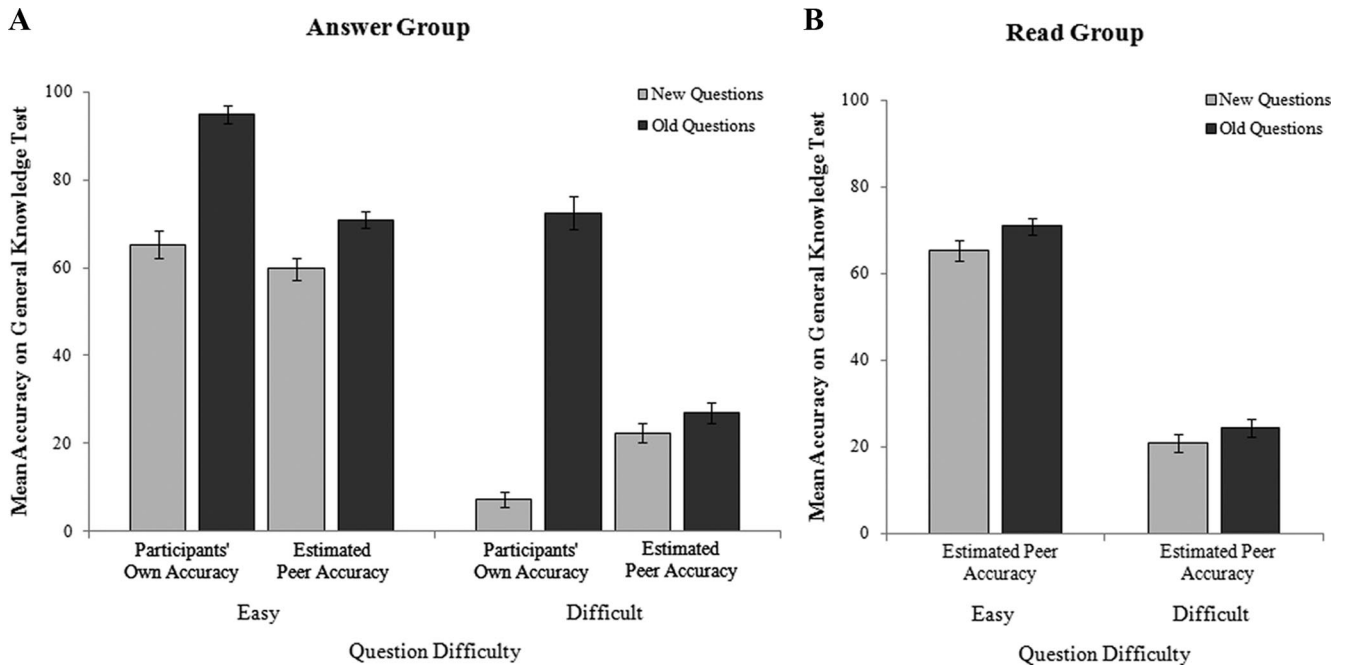 A
Answer Group
Mean Accuracy on General Knowledge Test
100
80
60
40
20
0
New Questions
Old Questions
Participants'
Own Accuracy
Estimated
Peer Accuracy
Participants'
Own Accuracy
Estimated
Peer Accuracy
Easy
Difficult
Question Difficulty
B
Read Group
Mean Accuracy on General Knowledge Test
100
80
60
40
20
0
New Questions
Old Questions
Estimated Peer
Accuracy
Estimated Peer
Accuracy
Easy
Difficult
Question Difficulty